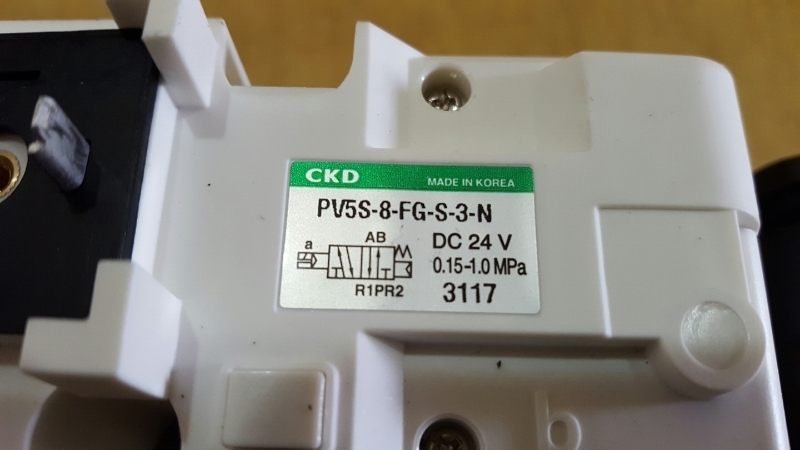 CKD MADE IN KOREA
PV5S-8-FG-S-3-N
a AB DC 24 V
0.15-1.0 MPa
R1PR2 3117
b